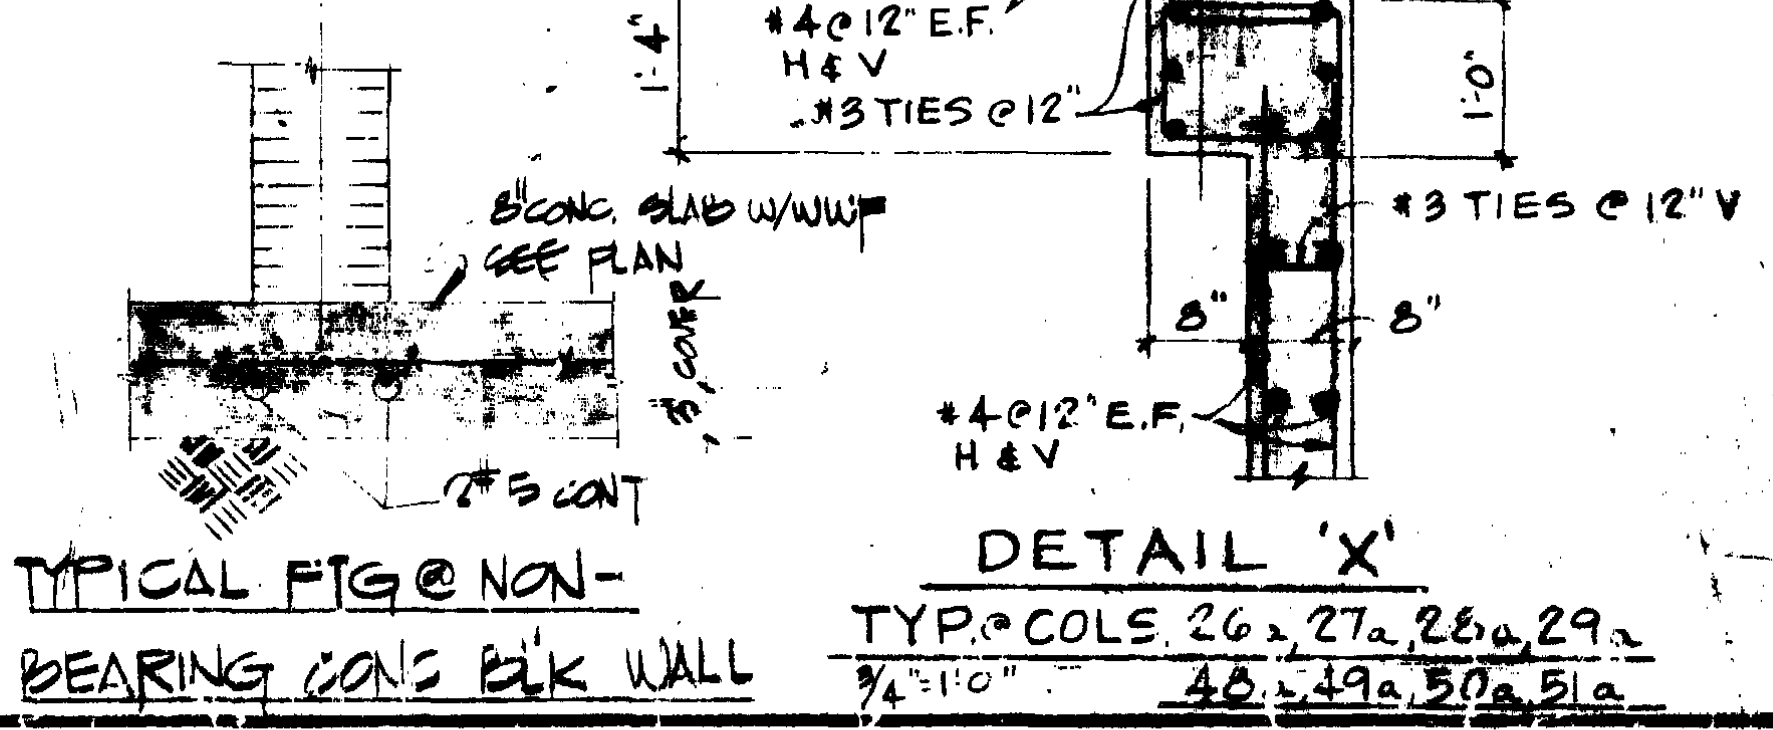 1'-4"
#4@12" E.F.
H & V
#3 TIES @12"
1'-0"
8" CONC. SLAB W/WWF
SEE PLAN
3" COVER
2 #5 CONT
TYPICAL FTG @ NON-
BEARING CONC BLK WALL
#3 TIES @ 12" V
8"
8"
#4@12" E.F.
H & V
DETAIL 'X'
TYP.@ COLS. 26a, 27a, 28a, 29a
3/4"=1'-0"
48a, 49a, 50a, 51a